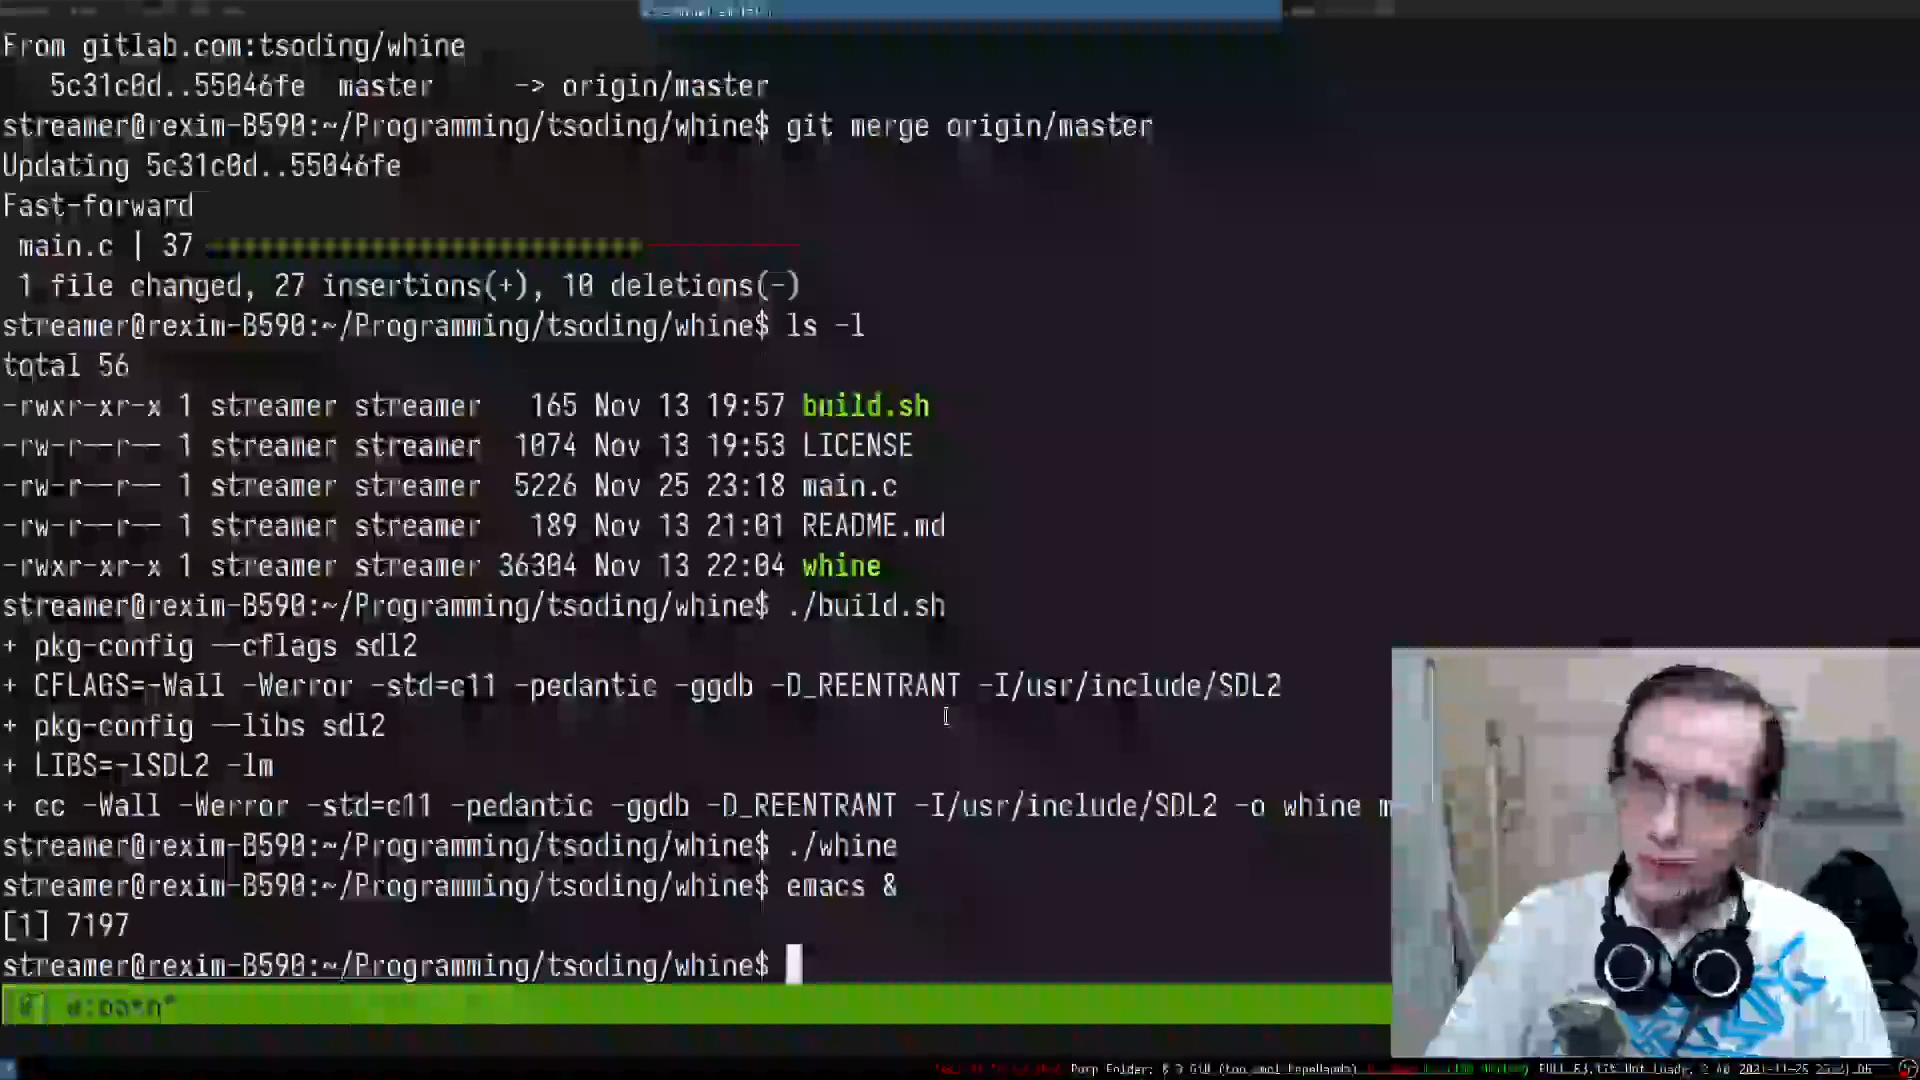 From gitlab.com:tsoding/whine
5c31c0d..55046fe master -> origin/master
streamer@rexim-B590:~/Programming/tsoding/whine$ git merge origin/master
Updating 5c31c0d..55046fe
Fast-forward
main.c | 37
1 file changed, 27 insertions(+), 10 deletions(-)
streamer@rexim-B590:~/Programming/tsoding/whine$ ls -l
total 56
-rwxr-xr-x 1 streamer streamer 165 Nov 13 19:57 build.sh
-rw-r--r-- 1 streamer streamer 1074 Nov 13 19:53 LICENSE
-rw-r--r-- 1 streamer streamer 5226 Nov 25 23:18 main.c
-rw-r--r-- 1 streamer streamer 189 Nov 13 21:01 README.md
-rwxr-xr-x 1 streamer streamer 36304 Nov 13 22:04 whine
streamer@rexim-B590:~/Programming/tsoding/whine$ ./build.sh
+ pkg-config --cflags sdl2
+ CFLAGS=-Wall -Werror -std=c11 -pedantic -ggdb -D_REENTRANT -I/usr/include/SDL2
+ pkg-config --libs sdl2
+ LIBS=-lSDL2 -lm
+ cc -Wall -Werror -std=c11 -pedantic -ggdb -D_REENTRANT -I/usr/include/SDL2 -o whine m
streamer@rexim-B590:~/Programming/tsoding/whine$ ./whine
streamer@rexim-B590:~/Programming/tsoding/whine$ emacs &
[1] 7197
streamer@rexim-B590:~/Programming/tsoding/whine$
0:bash*